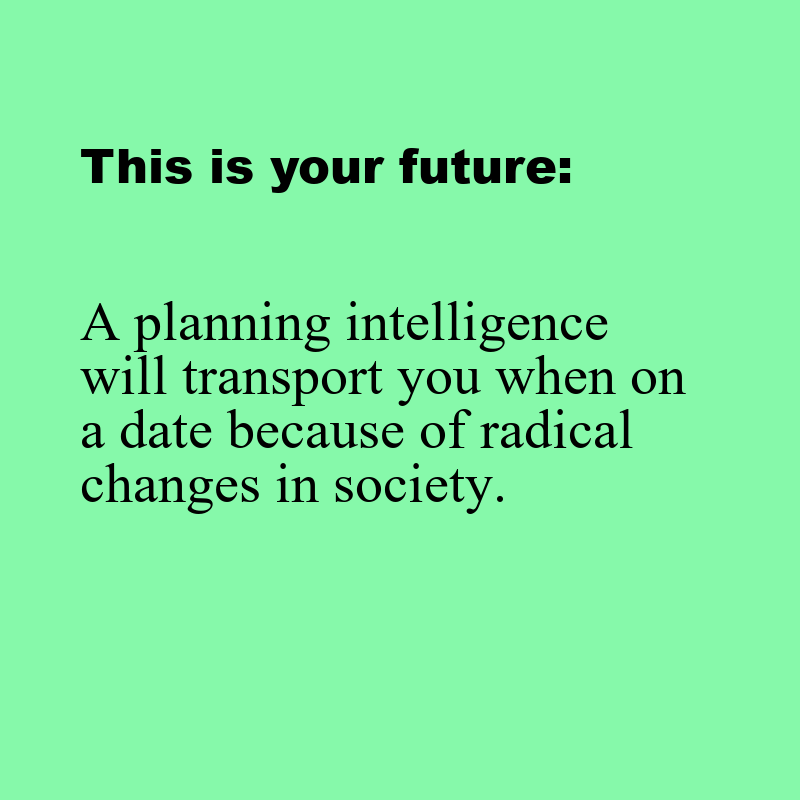 This is your future:
A planning intelligence
will transport you when on
a date because of radical
changes in society.